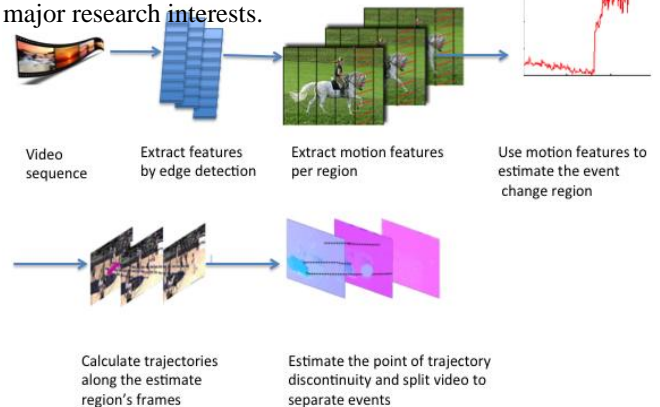 major research interests.
Video
sequence
Extract features
by edge detection
Extract motion features
per region
Use motion features to
estimate the event
change region
Calculate trajectories
along the estimate
region's frames
Estimate the point of trajectory
discontinuity and split video to
separate events